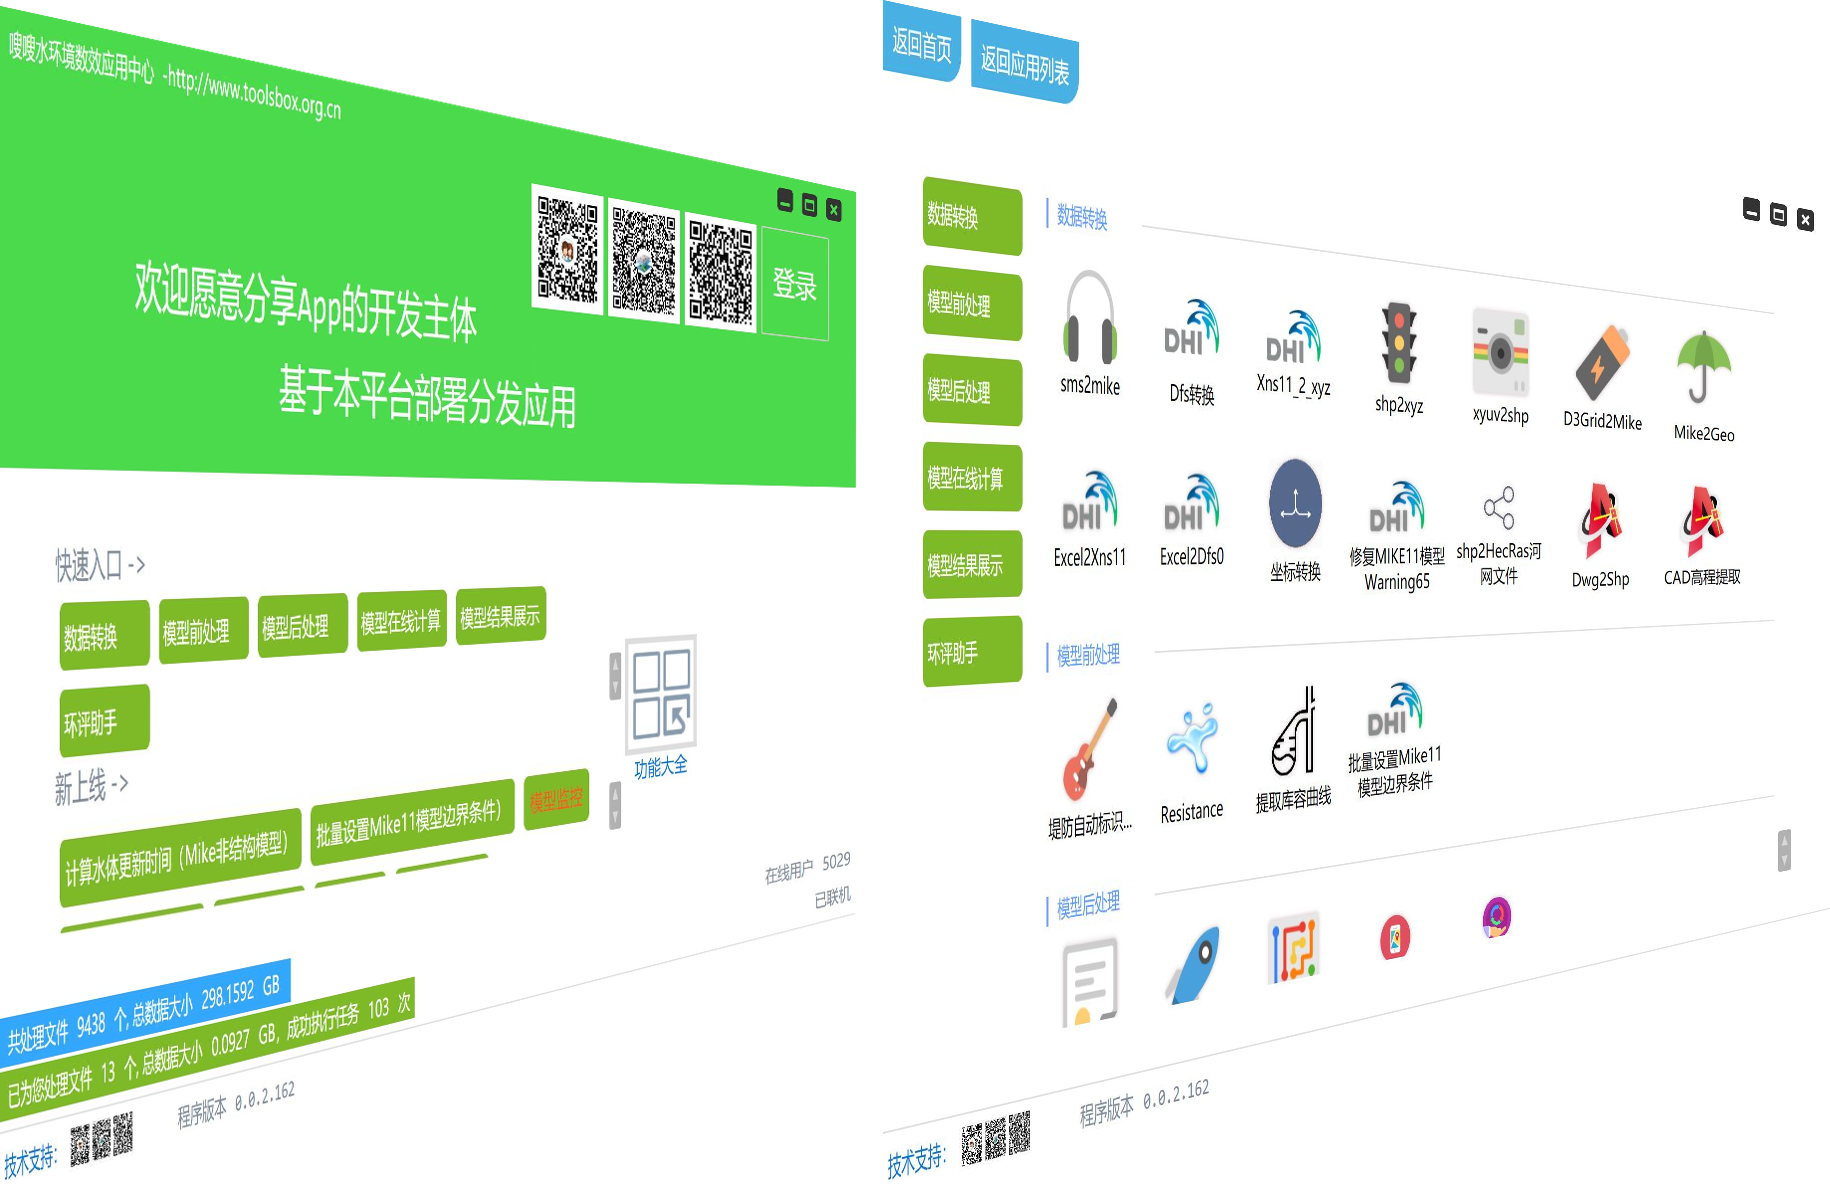 嗖嗖水环境数效应用中心 -http://www.toolsbox.org.cn
登录
欢迎愿意分享App的开发主体
基于本平台部署分发应用
快速入口 ->
数据转换
模型前处理
模型后处理
模型在线计算
模型结果展示
环评助手
功能大全
新上线 ->
计算水体更新时间（Mike非结构模型）
批量设置Mike11模型边界条件）
模型监控
在线用户 5029
已联机
共处理文件 9438 个, 总数据大小 298.1592 GB
已为您处理文件 13 个, 总数据大小 0.0927 GB，成功执行任务 103 次
技术支持：
程序版本 0.0.2.162
返回首页
返回应用列表
数据转换
模型前处理
模型后处理
模型在线计算
模型结果展示
环评助手
数据转换
sms2mike
DHI
Dfs转换
DHI
Xns11_2_xyz
shp2xyz
xyuv2shp
D3Grid2Mike
Mike2Geo
DHI
Excel2Xns11
DHI
Excel2Dfs0
坐标转换
DHI
修复MIKE11模型
Warning65
shp2HecRas河
网文件
Dwg2Shp
CAD高程提取
模型前处理
堤防自动标识...
Resistance
提取库容曲线
DHI
批量设置Mike11
模型边界条件
模型后处理
技术支持：
程序版本 0.0.2.162